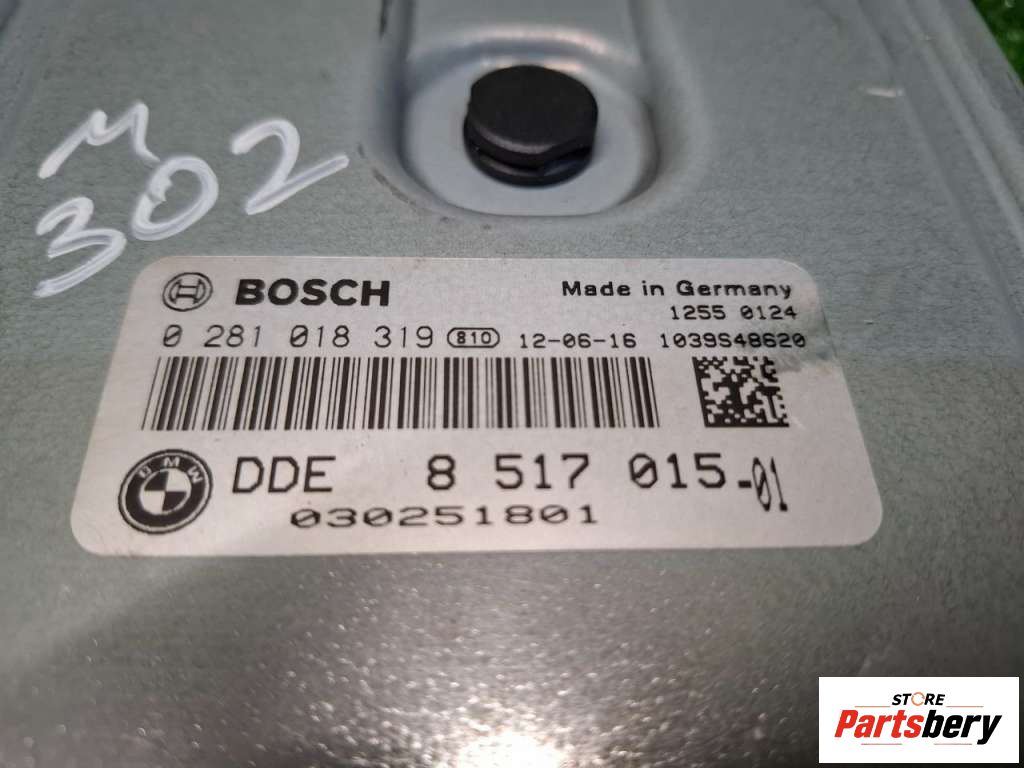 M
302
BOSCH
Made in Germany
1255 0124
0 281 018 319 810 12-06-16 1039S48620
BMW
DDE 8 517 015-01
030251801
STORE
Partsbery